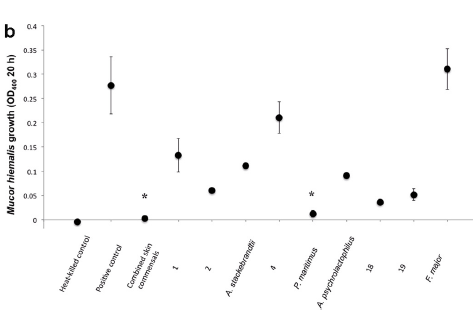 b
Mucor hiemalis growth (OD₆₀₀ 20 h)
0.4
0.35
0.3
0.25
0.2
0.15
0.1
0.05
0
*
*
Heat-killed control
Positive control
Combined skin
commensals
1
2
A. stackebrandtii
4
P. maritimus
A. psychrolactophilus
18
19
F. major